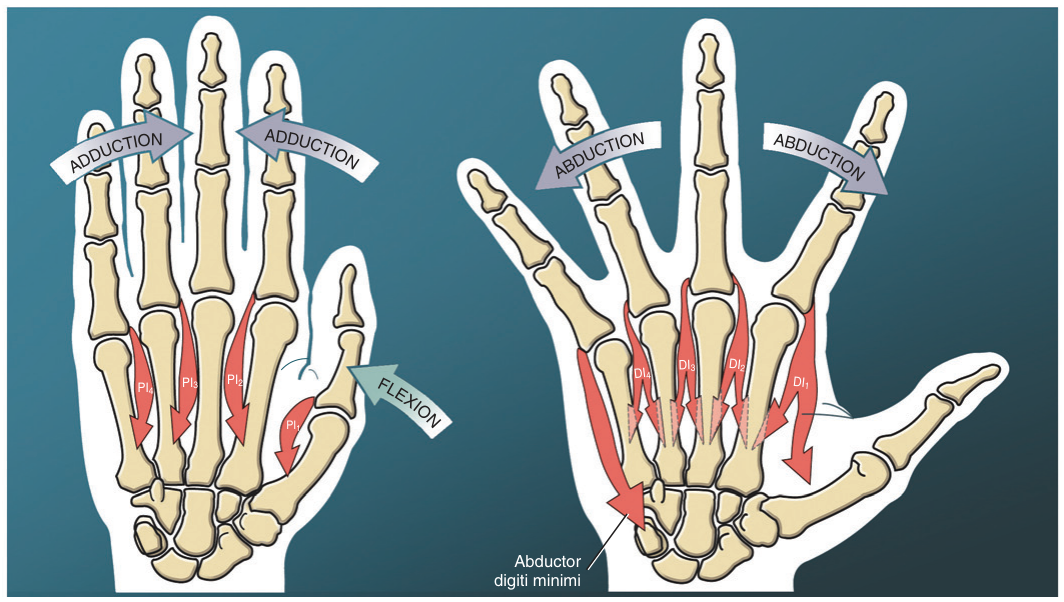 ADDUCTION
ADDUCTION
PI₄
PI₃
PI₂
PI₁
FLEXION
ABDUCTION
ABDUCTION
DI₄
DI₃
DI₂
DI₁
Abductor
digiti minimi